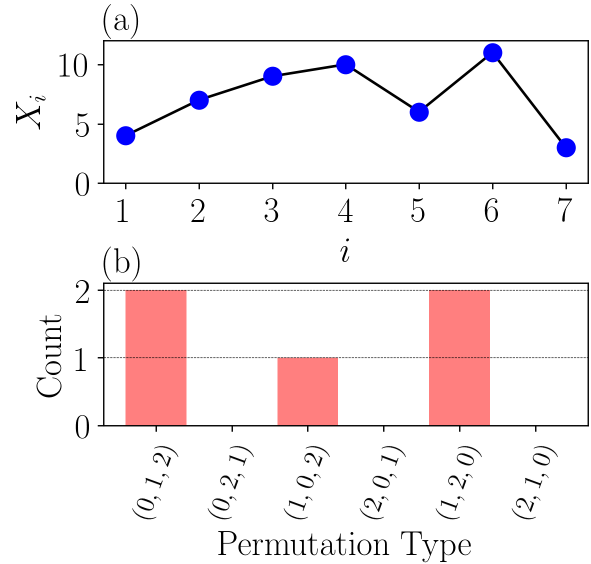 (a)
10
5
0
X_i
1 2 3 4 5 6 7
i
(b)
2
1
0
Count
(0, 1, 2) (0, 2, 1) (1, 0, 2) (2, 0, 1) (1, 2, 0) (2, 1, 0)
Permutation Type